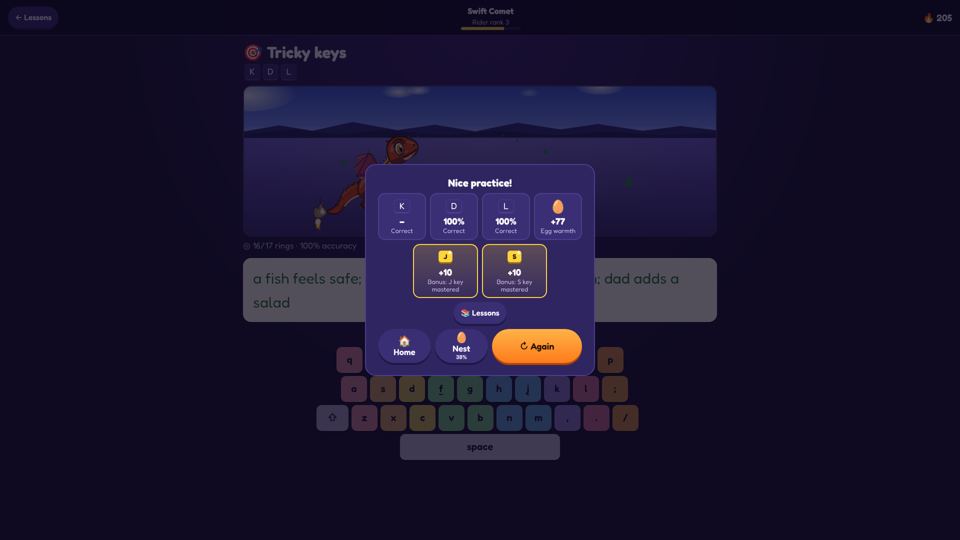 ← Lessons
Swift Comet
Rider rank 3
🔥 205
🎯 Tricky keys
K D L
Nice practice!
K
–
Correct
D
100%
Correct
L
100%
Correct
+77
Egg warmth
J
+10
Bonus: J key
mastered
S
+10
Bonus: S key
mastered
◎ 16/17 rings · 100% accuracy
a fish feels safe;
; dad adds a
salad
📚 Lessons
Home
Nest
38%
↻ Again
q p
a s d f g h j k l ;
⇧ z x c v b n m , . /
space